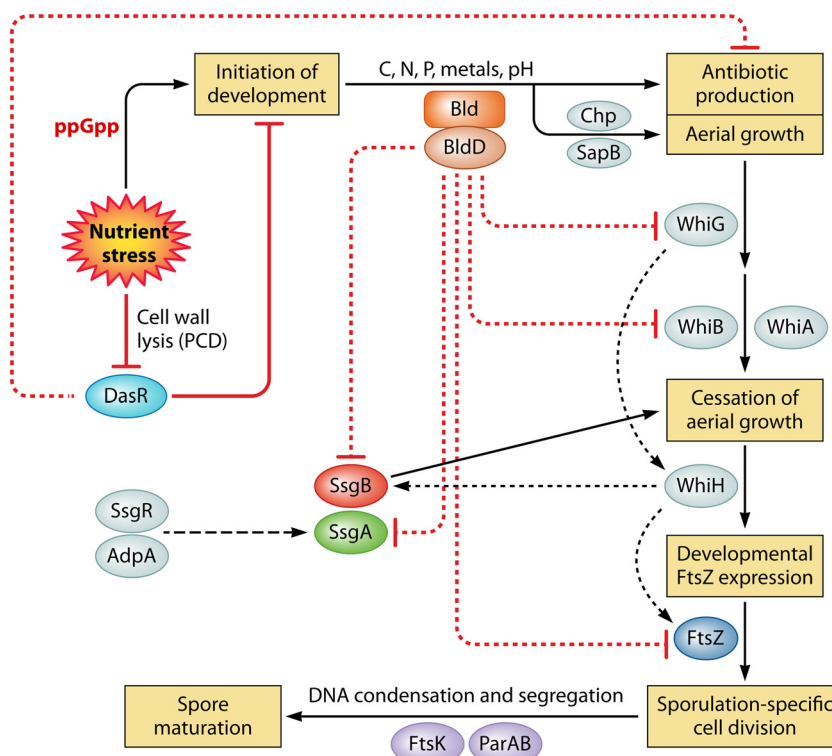 Initiation of
development
C, N, P, metals, pH
Antibiotic
production
Aerial growth
Bld
BldD
Chp
SapB
ppGpp
Nutrient
stress
WhiG
Cell wall
lysis (PCD)
WhiB
WhiA
DasR
Cessation of
aerial growth
SsgB
WhiH
SsgR
SsgA
AdpA
Developmental
FtsZ expression
FtsZ
Spore
maturation
DNA condensation and segregation
Sporulation-specific
cell division
FtsK
ParAB